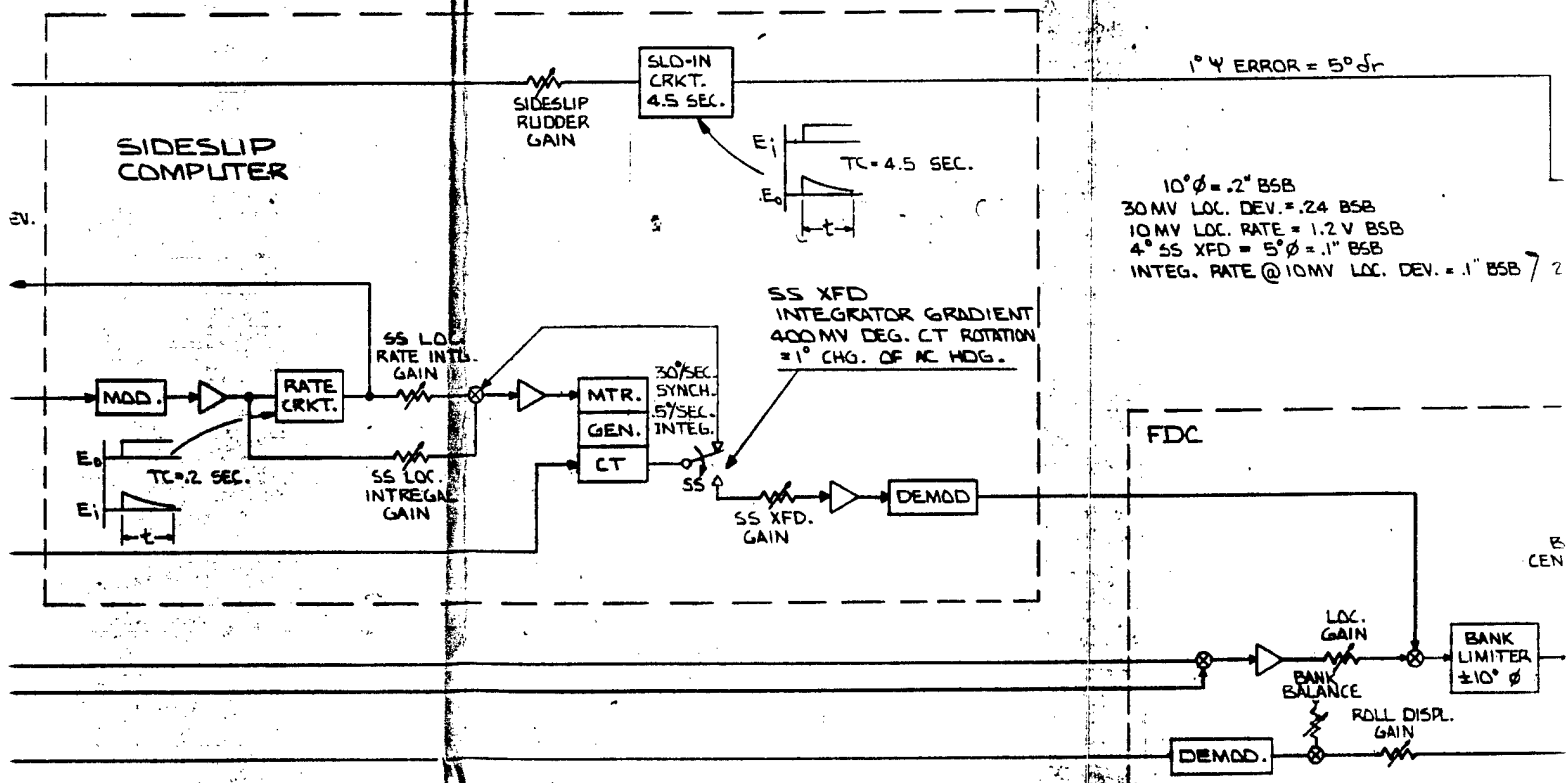 SLO-IN
CRKT.
4.5 SEC.
1° Ψ ERROR = 5° δr
SIDESLIP
RUDDER
GAIN
SIDESLIP
COMPUTER
Ei
TC = 4.5 SEC.
Eo
t
EV.
10° Ø = .2" BSB
30 MV LOC. DEV. = .24 BSB
10 MV LOC. RATE = 1.2 V BSB
4° SS XFD = 5° Ø = .1" BSB
INTEG. RATE @ 10MV LOC. DEV. = .1" BSB 7 2
SS XFD
INTEGRATOR GRADIENT
400 MV DEG. CT ROTATION
= 1° CHG. OF AC HDG.
SS LOC
RATE INTG.
GAIN
MOD.
RATE
CRKT.
MTR.
GEN.
CT
30°/SEC.
SYNCH.
.5°/SEC.
INTEG.
Eo
TC = .2 SEC.
Ei
t
SS LOC.
INTREGAL
GAIN
SS
SS XFD.
GAIN
DEMOD
FDC
B
CEN
LOC.
GAIN
BANK
LIMITER
±10° Ø
BANK
BALANCE
ROLL DISPL.
GAIN
DEMOD.